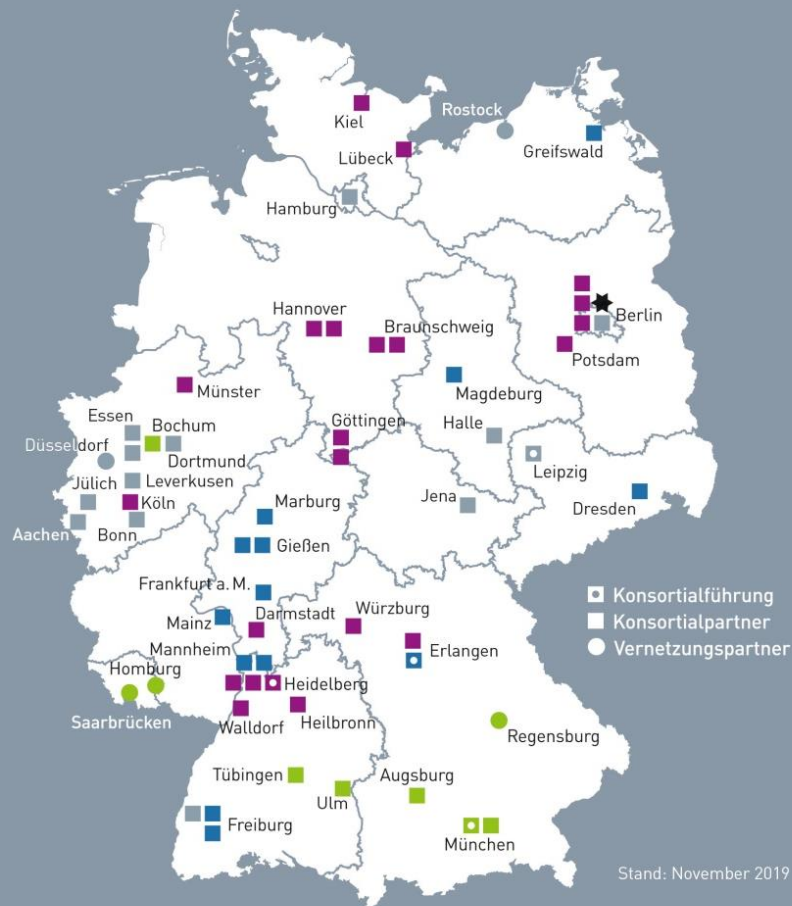 Rostock
Kiel
Greifswald
Lübeck
Hamburg
Hannover
Berlin
Braunschweig
Potsdam
Münster
Magdeburg
Essen
Bochum
Göttingen
Halle
Düsseldorf
Dortmund
Leipzig
Jülich
Leverkusen
Marburg
Jena
Köln
Dresden
Aachen
Bonn
Gießen
Frankfurt a. M.
Konsortialführung
Mainz
Darmstadt
Würzburg
Konsortialpartner
Mannheim
Erlangen
Vernetzungspartner
Homburg
Heidelberg
Saarbrücken
Walldorf
Heilbronn
Regensburg
Tübingen
Augsburg
Ulm
Freiburg
München
Stand: November 2019